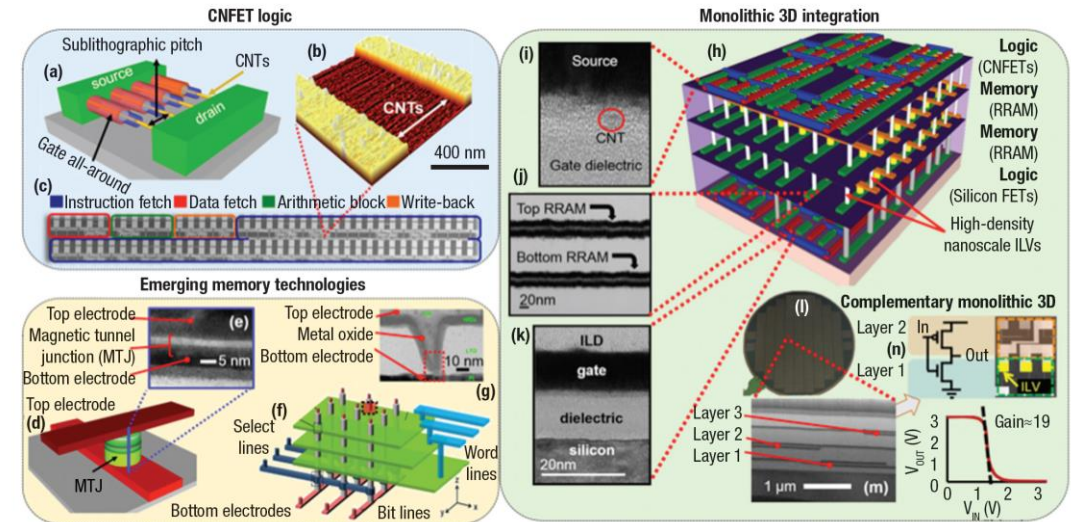 CNFET logic
Sublithographic pitch
(a)
source
CNTs
drain
Gate all-around
(b)
CNTs
400 nm
(c)
Instruction fetch
Data fetch
Arithmetic block
Write-back
Emerging memory technologies
Top electrode
Magnetic tunnel
junction (MTJ)
Bottom electrode
(e)
5 nm
Top electrode
(d)
MTJ
Top electrode
Metal oxide
Bottom electrode
10 nm
(g)
(f)
Select
lines
Word
lines
Bottom electrodes
Bit lines
z
y
x
Monolithic 3D integration
(i)
Source
CNT
Gate dielectric
(j)
Top RRAM
Bottom RRAM
20nm
(k)
ILD
gate
dielectric
silicon
20nm
(h)
Logic
(CNFETs)
Memory
(RRAM)
Memory
(RRAM)
Logic
(Silicon FETs)
High-density
nanoscale ILVs
(l)
Complementary monolithic 3D
Layer 2
(n)
Layer 1
In
Out
ILV
Layer 3
Layer 2
Layer 1
1 µm
(m)
Gain≈19
V_OUT (V)
3
2
1
0
0 1 2 3
V_IN (V)